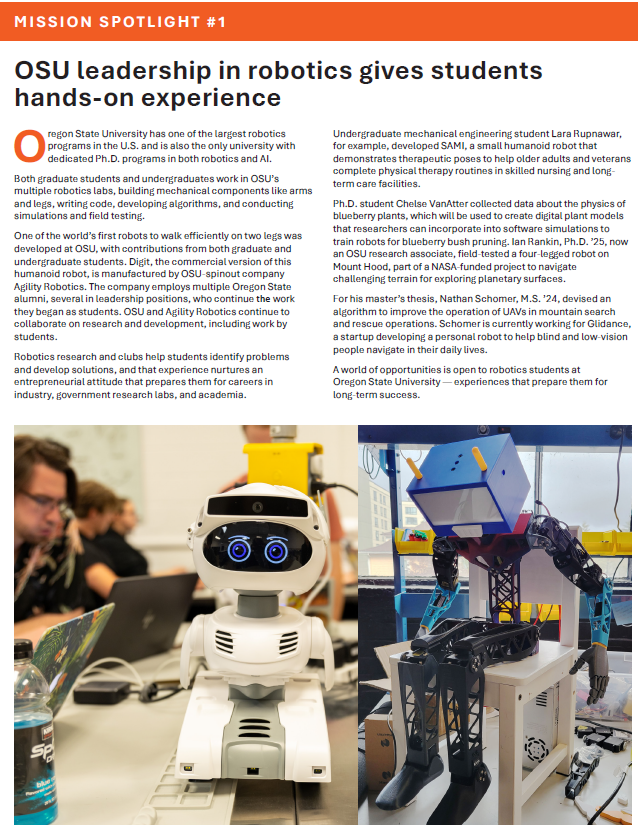 MISSION SPOTLIGHT #1
OSU leadership in robotics gives students
hands-on experience
Oregon State University has one of the largest robotics
programs in the U.S. and is also the only university with
dedicated Ph.D. programs in both robotics and AI.
Both graduate students and undergraduates work in OSU's
multiple robotics labs, building mechanical components like arms
and legs, writing code, developing algorithms, and conducting
simulations and field testing.
One of the world's first robots to walk efficiently on two legs was
developed at OSU, with contributions from both graduate and
undergraduate students. Digit, the commercial version of this
humanoid robot, is manufactured by OSU-spinout company
Agility Robotics. The company employs multiple Oregon State
alumni, several in leadership positions, who continue the work
they began as students. OSU and Agility Robotics continue to
collaborate on research and development, including work by
students.
Robotics research and clubs help students identify problems
and develop solutions, and that experience nurtures an
entrepreneurial attitude that prepares them for careers in
industry, government research labs, and academia.
Undergraduate mechanical engineering student Lara Rupnawar,
for example, developed SAMI, a small humanoid robot that
demonstrates therapeutic poses to help older adults and veterans
complete physical therapy routines in skilled nursing and long-
term care facilities.
Ph.D. student Chelse VanAtter collected data about the physics of
blueberry plants, which will be used to create digital plant models
that researchers can incorporate into software simulations to
train robots for blueberry bush pruning. Ian Rankin, Ph.D. '25, now
an OSU research associate, field-tested a four-legged robot on
Mount Hood, part of a NASA-funded project to navigate
challenging terrain for exploring planetary surfaces.
For his master's thesis, Nathan Schomer, M.S. '24, devised an
algorithm to improve the operation of UAVs in mountain search
and rescue operations. Schomer is currently working for Glidance,
a startup developing a personal robot to help blind and low-vision
people navigate in their daily lives.
A world of opportunities is open to robotics students at
Oregon State University — experiences that prepare them for
long-term success.